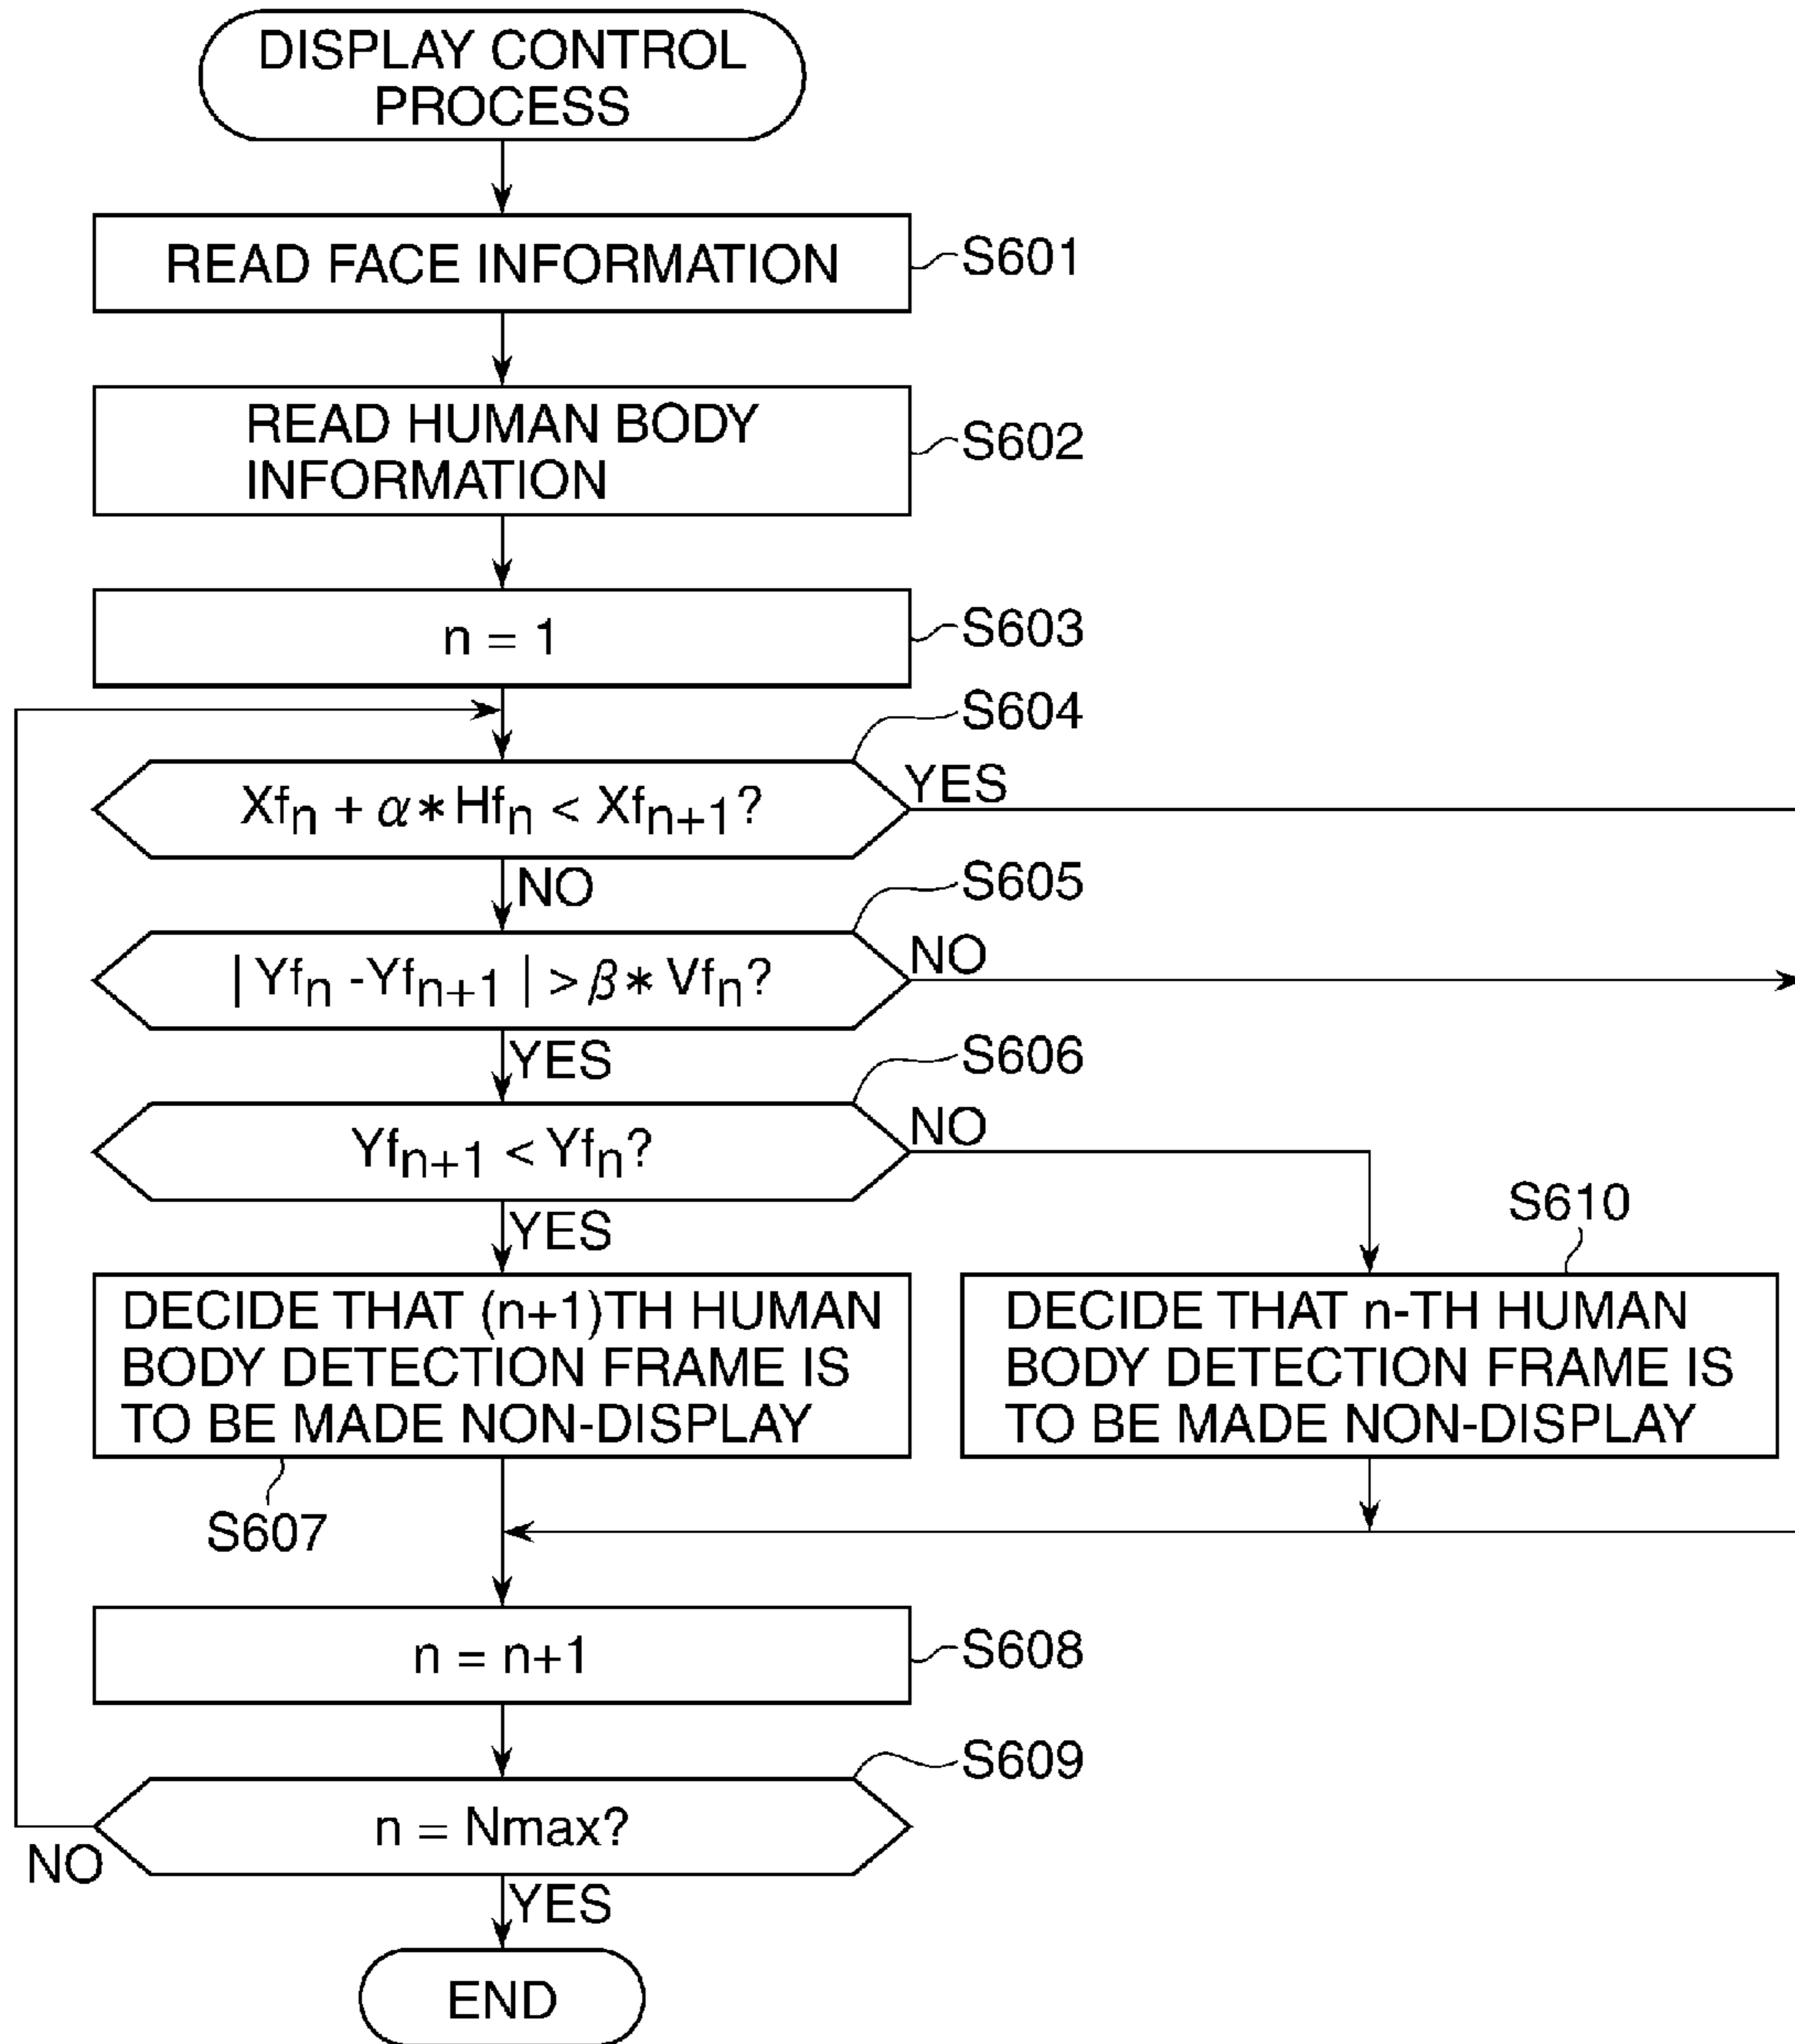 DISPLAY CONTROL
PROCESS
READ FACE INFORMATION
S601
READ HUMAN BODY
INFORMATION
S602
n = 1
S603
S604
Xfn + α*Hfn < Xfn+1?
YES
NO
S605
| Yfn -Yfn+1 | > β* Vfn?
NO
YES
S606
Yfn+1 < Yfn?
NO
YES
S610
DECIDE THAT (n+1)TH HUMAN
BODY DETECTION FRAME IS
TO BE MADE NON-DISPLAY
S607
DECIDE THAT n-TH HUMAN
BODY DETECTION FRAME IS
TO BE MADE NON-DISPLAY
n = n+1
S608
S609
n = Nmax?
NO
YES
END